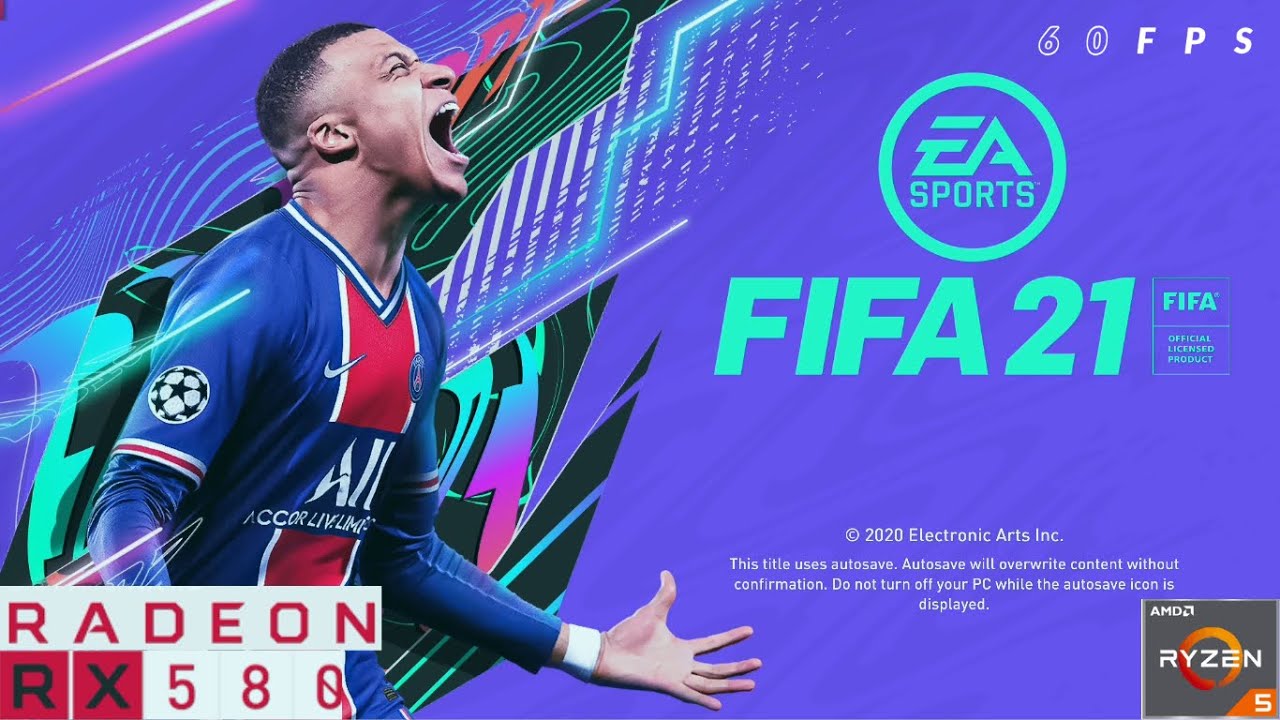 60FPS
EA
SPORTS
FIFA 21
FIFA
OFFICIAL
LICENSED
PRODUCT
ALL
ACCOR LIVE LIMI
© 2020 Electronic Arts Inc.
This title uses autosave. Autosave will overwrite content without
confirmation. Do not turn off your PC while the autosave icon is
displayed.
RADEON
RX 580
AMD
RYZEN
5